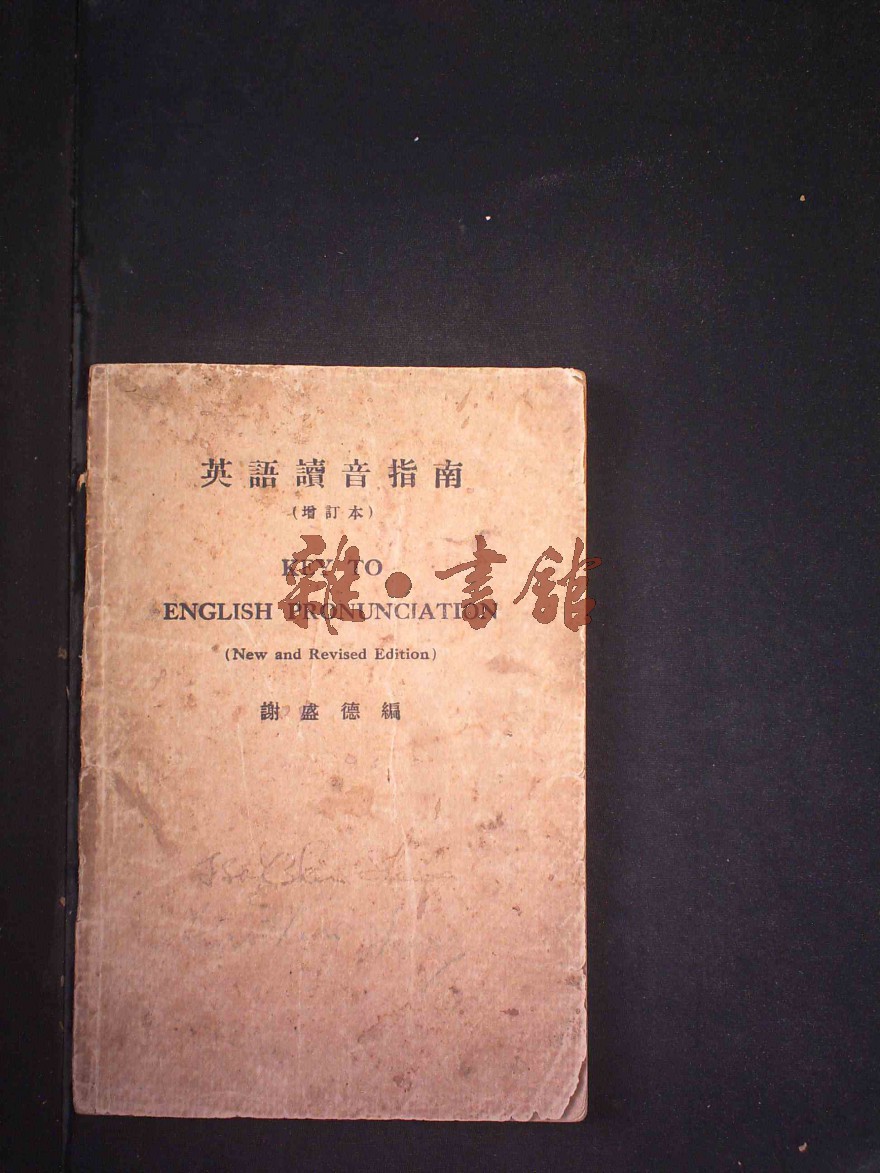 英語讀音指南
(增訂本)
KEY TO
ENGLISH PRONUNCIATION
(New and Revised Edition)
謝盛德編
雜·書館